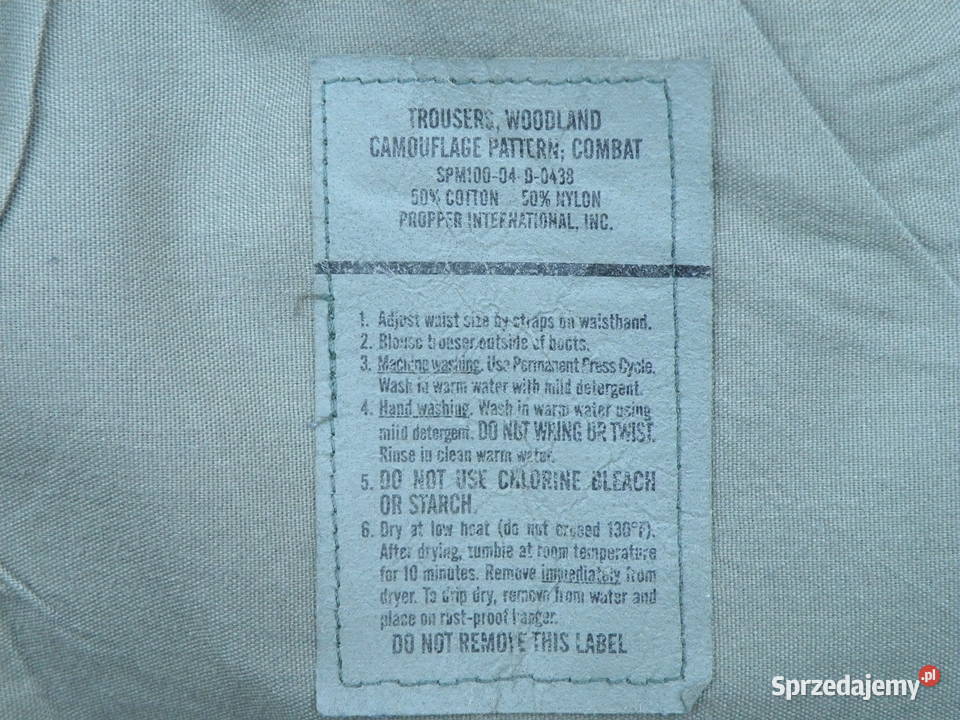 TROUSERS, WOODLAND
CAMOUFLAGE PATTERN; COMBAT
SPM100-04-D-0438
50% COTTON 50% NYLON
PROPPER INTERNATIONAL, INC.
1. Adjust waist size by straps on waistband.
2. Blouse trouser outside of boots.
3. Machine washing. Use Permanent Press Cycle.
Wash in warm water with mild detergent.
4. Hand washing. Wash in warm water using
mild detergent. DO NOT WRING OR TWIST.
Rinse in clean warm water.
5. DO NOT USE CHLORINE BLEACH
OR STARCH.
6. Dry at low heat (do not exceed 130°F).
After drying, tumble at room temperature
for 10 minutes. Remove immediately from
dryer. To drip dry, remove from water and
place on rust-proof hanger.
DO NOT REMOVE THIS LABEL
Sprzedajemy.pl